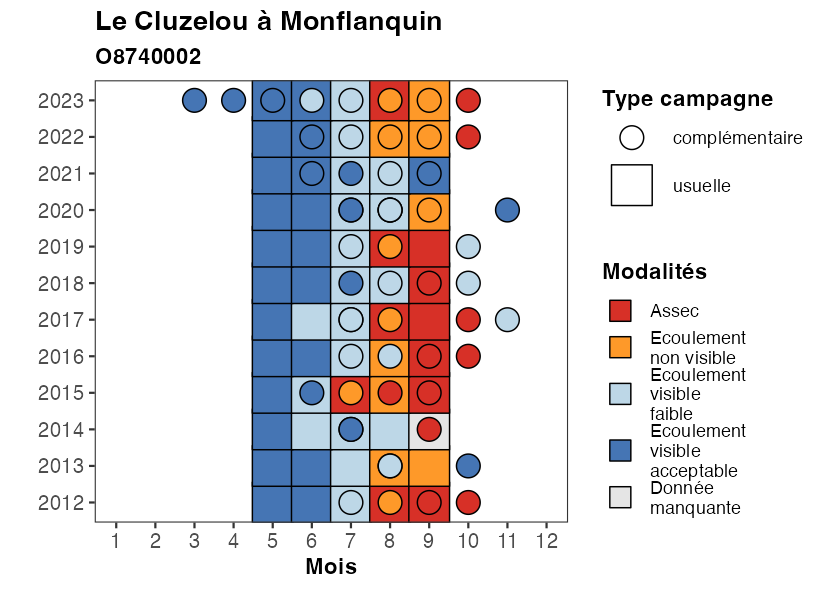 Le Cluzelou à Monflanquin
O8740002
2023
2022
2021
2020
2019
2018
2017
2016
2015
2014
2013
2012
1 2 3 4 5 6 7 8 9 10 11 12
Mois
Type campagne
complémentaire
usuelle
Modalités
Assec
Ecoulement
non visible
Ecoulement
visible
faible
Ecoulement
visible
acceptable
Donnée
manquante